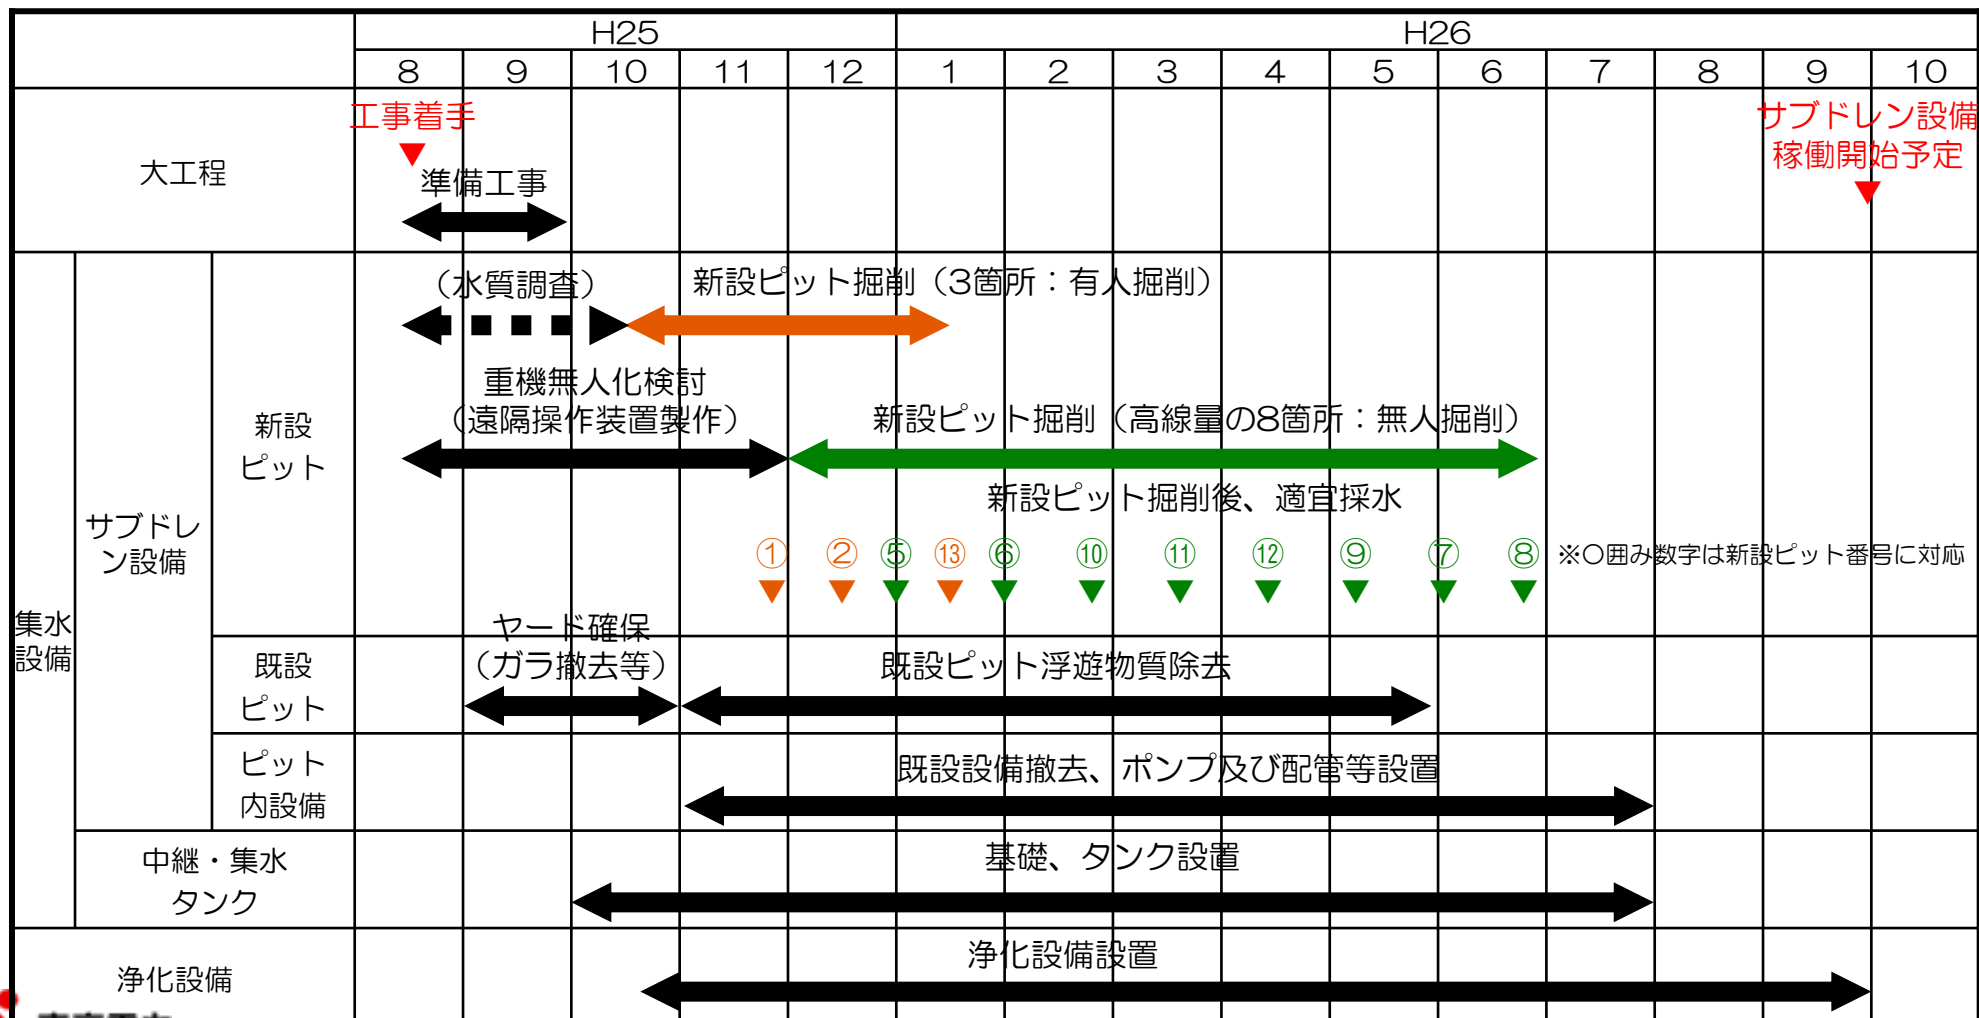 H25
H26
8 9 10 11 12 1 2 3 4 5 6 7 8 9 10
大工程
工事着手
準備工事
サブドレン設備
稼働開始予定
集水
設備
サブドレ
ン設備
新設
ピット
（水質調査）
新設ピット掘削（3箇所：有人掘削）
重機無人化検討
（遠隔操作装置製作）
新設ピット掘削（高線量の8箇所：無人掘削）
新設ピット掘削後、適宜採水
① ② ⑤ ⑬ ⑥ ⑩ ⑪ ⑫ ⑨ ⑦ ⑧
※〇囲み数字は新設ピット番号に対応
既設
ピット
ヤード確保
（ガラ撤去等）
既設ピット浮遊物質除去
ピット
内設備
既設設備撤去、ポンプ及び配管等設置
中継・集水
タンク
基礎、タンク設置
浄化設備
浄化設備設置